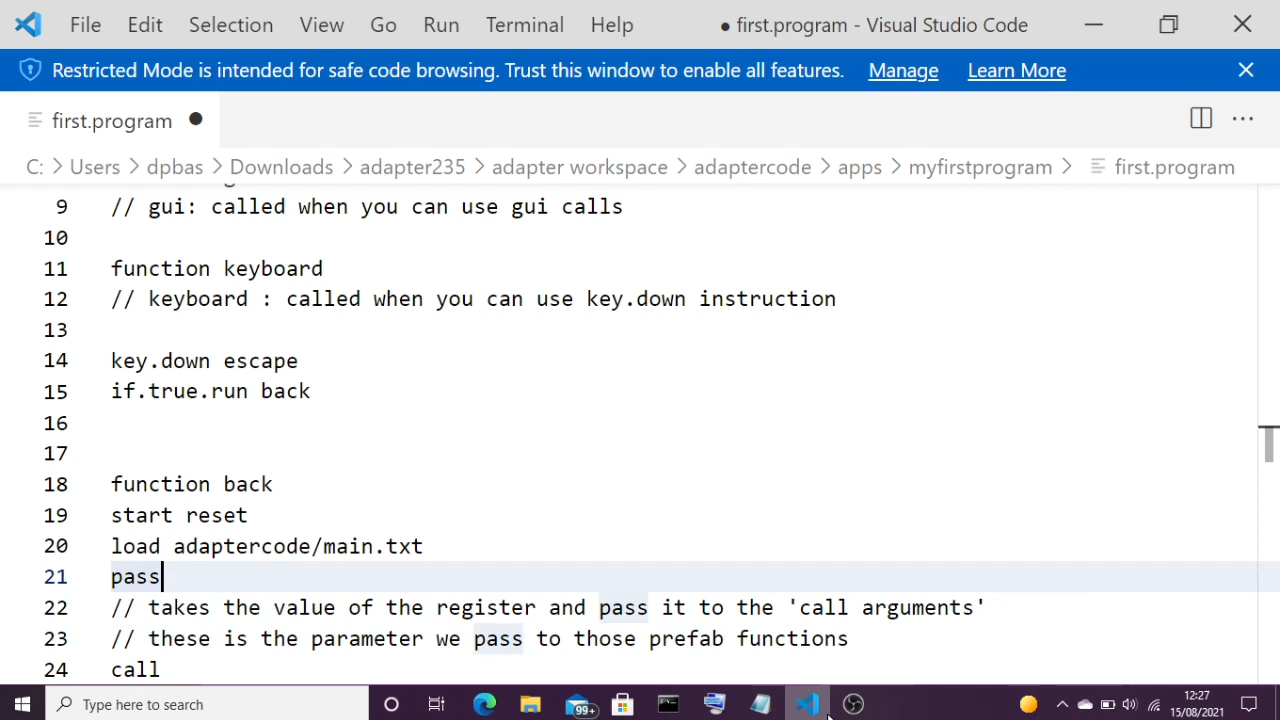 File Edit Selection View Go Run Terminal Help ● first.program - Visual Studio Code
Restricted Mode is intended for safe code browsing. Trust this window to enable all features. Manage Learn More
first.program
C: > Users > dpbas > Downloads > adapter235 > adapter workspace > adaptercode > apps > myfirstprogram > first.program
9 // gui: called when you can use gui calls
10
11 function keyboard
12 // keyboard : called when you can use key.down instruction
13
14 key.down escape
15 if.true.run back
16
17
18 function back
19 start reset
20 load adaptercode/main.txt
21 pass
22 // takes the value of the register and pass it to the 'call arguments'
23 // these is the parameter we pass to those prefab functions
24 call
Type here to search
99+
12:27
15/08/2021